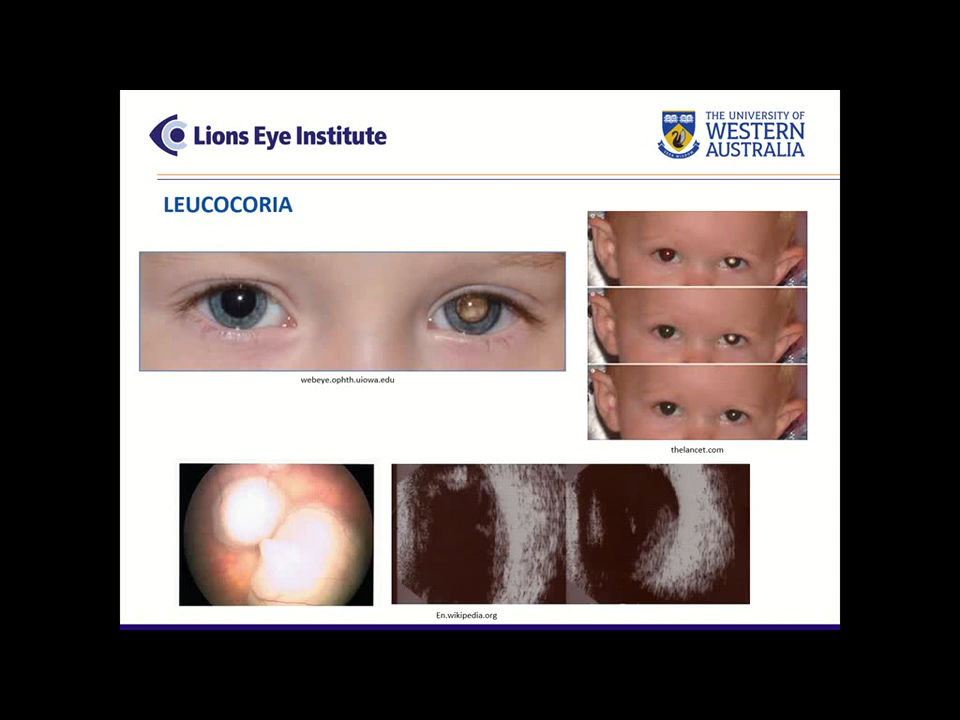 Lions Eye Institute
THE UNIVERSITY OF
WESTERN
AUSTRALIA
LEUCOCORIA
webeye.ophth.uiowa.edu
thelancet.com
En.wikipedia.org